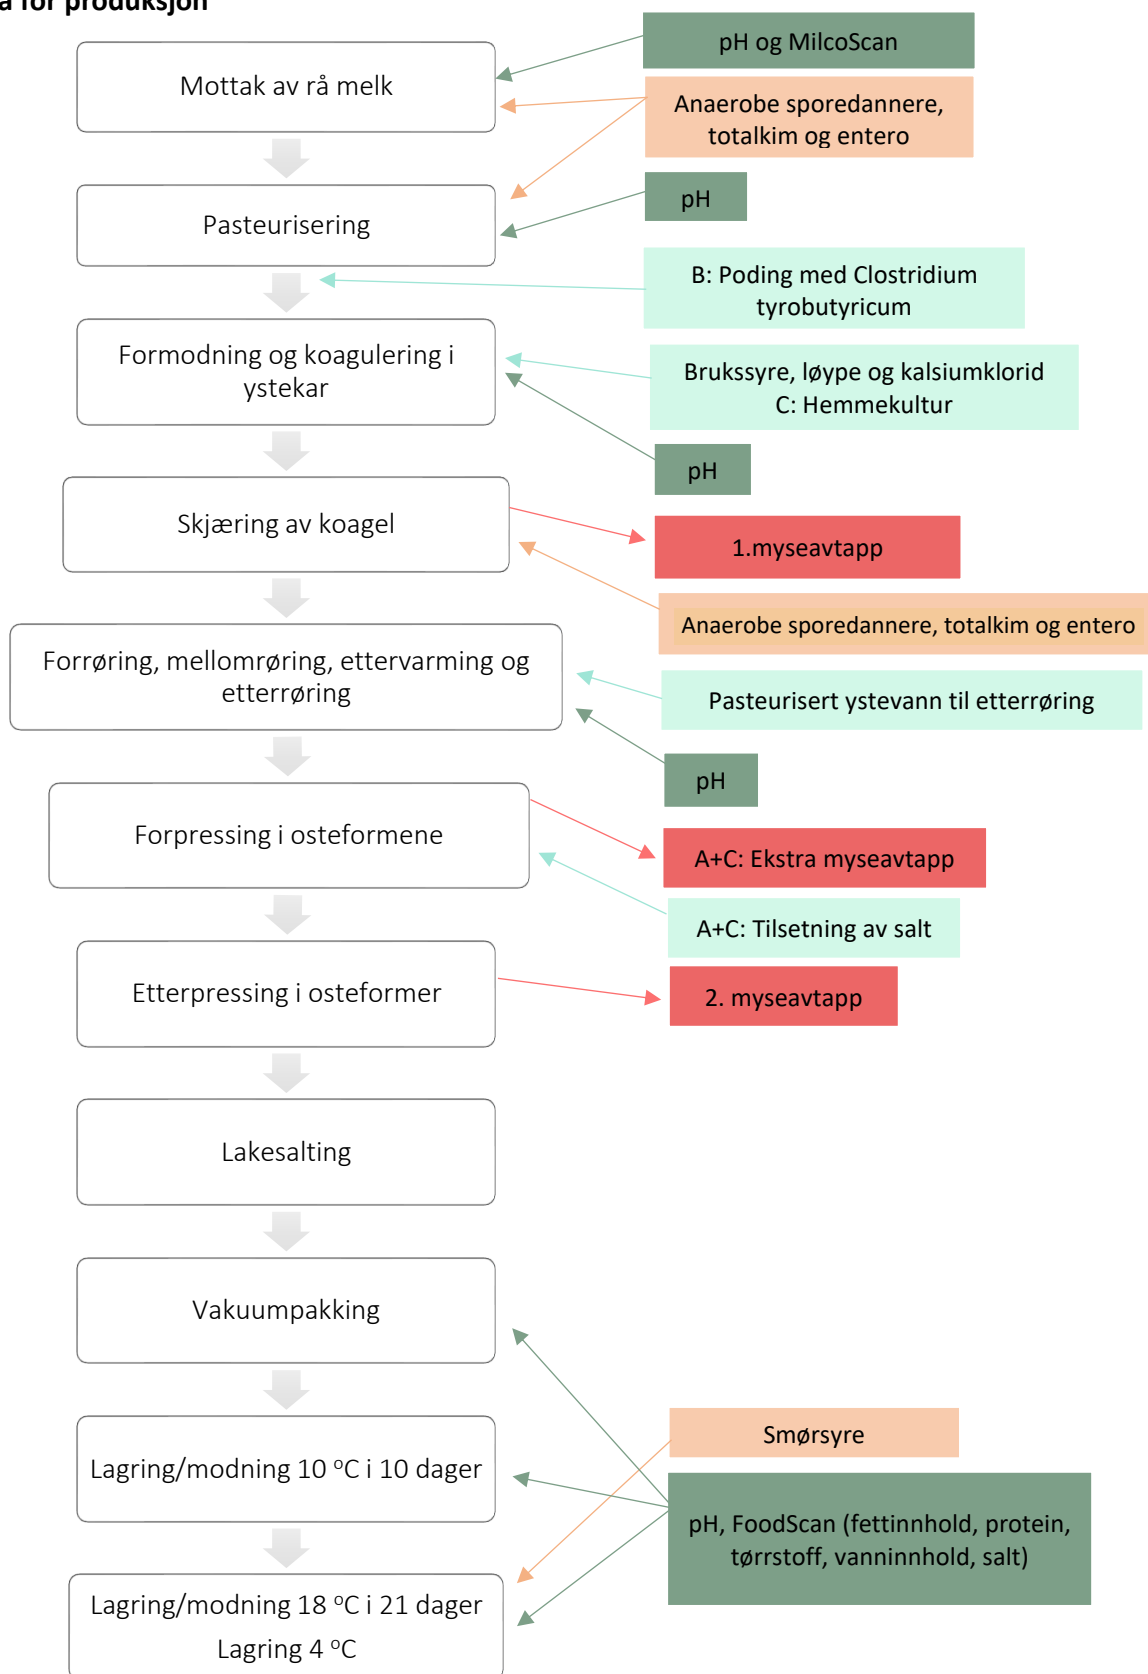 a for produksjon
Mottak av rå melk
pH og MilcoScan
Anaerobe sporedannere,
totalkim og entero
Pasteurisering
pH
B: Poding med Clostridium
tyrobutyricum
Formodning og koagulering i
ystekar
Brukssyre, løype og kalsiumklorid
C: Hemmekultur
pH
Skjæring av koagel
1.myseavtapp
Anaerobe sporedannere, totalkim og entero
Forrøring, mellomrøring, ettervarming og
etterrøring
Pasteurisert ystevann til etterrøring
pH
Forpressing i osteformene
A+C: Ekstra myseavtapp
A+C: Tilsetning av salt
Etterpressing i osteformer
2. myseavtapp
Lakesalting
Vakuumpakking
Lagring/modning 10 °C i 10 dager
Smørsyre
pH, FoodScan (fettinnhold, protein,
tørrstoff, vanninnhold, salt)
Lagring/modning 18 °C i 21 dager
Lagring 4 °C